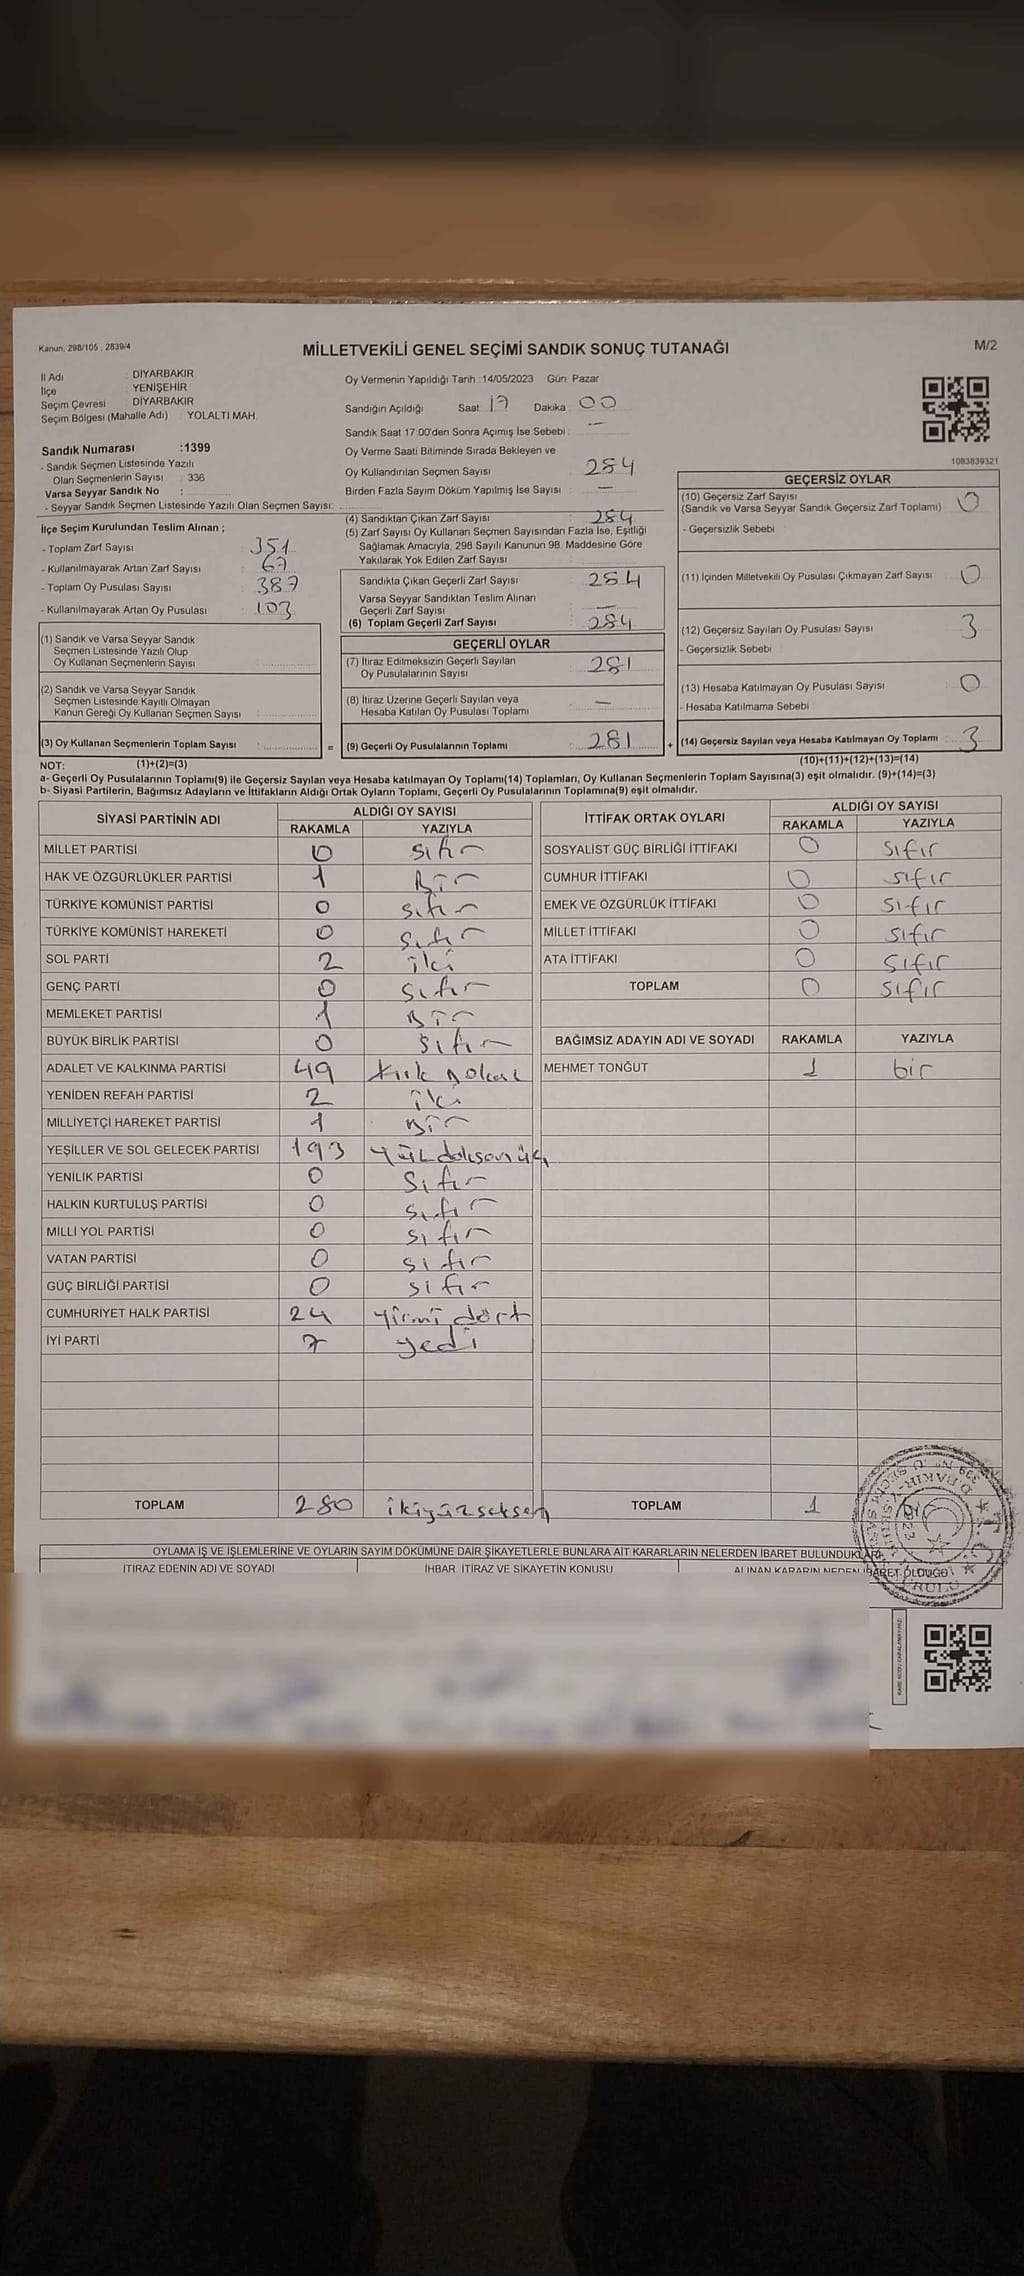 Kanun, 298/105 , 2839/4
MİLLETVEKİLİ GENEL SEÇİMİ SANDIK SONUÇ TUTANAĞI
M/2
İl Adı : DİYARBAKIR
İlçe : YENİŞEHİR
Seçim Çevresi : DİYARBAKIR
Seçim Bölgesi (Mahalle Adı) : YOLALTI MAH.
Oy Vermenin Yapıldığı Tarih :14/05/2023 Gün: Pazar
Sandığın Açıldığı Saat 17 Dakika 00
Sandık Saat 17:00'den Sonra Açımış İse Sebebi : —
Oy Verme Saati Bitiminde Sırada Bekleyen ve
Oy Kullandırılan Seçmen Sayısı : 284
Birden Fazla Sayım Döküm Yapılmış İse Sayısı : —
Sandık Numarası :1399
- Sandık Seçmen Listesinde Yazılı
Olan Seçmenlerin Sayısı : 336
Varsa Seyyar Sandık No :
- Seyyar Sandık Seçmen Listesinde Yazılı Olan Seçmen Sayısı:
1083839321
İlçe Seçim Kurulundan Teslim Alınan ;
- Toplam Zarf Sayısı : 351
- Kullanılmayarak Artan Zarf Sayısı : 67
- Toplam Oy Pusulası Sayısı : 387
- Kullanılmayarak Artan Oy Pusulası : 103
(4) Sandıktan Çıkan Zarf Sayısı : 284
(5) Zarf Sayısı Oy Kullanan Seçmen Sayısından Fazla İse, Eşitliği
Sağlamak Amacıyla, 298 Sayılı Kanunun 98. Maddesine Göre
Yakılarak Yok Edilen Zarf Sayısı :
Sandıkta Çıkan Geçerli Zarf Sayısı : 284
Varsa Seyyar Sandıktan Teslim Alınan
Geçerli Zarf Sayısı : —
(6) Toplam Geçerli Zarf Sayısı : 284
GEÇERSİZ OYLAR
(10) Geçersiz Zarf Sayısı
(Sandık ve Varsa Seyyar Sandık Geçersiz Zarf Toplamı) : 0
- Geçersizlik Sebebi :
(11) İçinden Milletvekili Oy Pusulası Çıkmayan Zarf Sayısı : 0
(12) Geçersiz Sayılan Oy Pusulası Sayısı : 3
- Geçersizlik Sebebi :
(13) Hesaba Katılmayan Oy Pusulası Sayısı : 0
- Hesaba Katılmama Sebebi :
(14) Geçersiz Sayılan veya Hesaba Katılmayan Oy Toplamı : 3
(1) Sandık ve Varsa Seyyar Sandık
Seçmen Listesinde Yazılı Olup
Oy Kullanan Seçmenlerin Sayısı :
(2) Sandık ve Varsa Seyyar Sandık
Seçmen Listesinde Kayıtlı Olmayan
Kanun Gereği Oy Kullanan Seçmen Sayısı :
(3) Oy Kullanan Seçmenlerin Toplam Sayısı : =
GEÇERLİ OYLAR
(7) İtiraz Edilmeksizin Geçerli Sayılan
Oy Pusulalarının Sayısı : 281
(8) İtiraz Üzerine Geçerli Sayılan veya
Hesaba Katılan Oy Pusulası Toplamı : —
(9) Geçerli Oy Pusulalarının Toplamı : 281 +
NOT: (1)+(2)=(3)
(10)+(11)+(12)+(13)=(14)
a- Geçerli Oy Pusulalarının Toplamı(9) ile Geçersiz Sayılan veya Hesaba katılmayan Oy Toplamı(14) Toplamları, Oy Kullanan Seçmenlerin Toplam Sayısına(3) eşit olmalıdır. (9)+(14)=(3)
b- Siyasi Partilerin, Bağımsız Adayların ve İttifakların Aldığı Ortak Oyların Toplamı, Geçerli Oy Pusulalarının Toplamına(9) eşit olmalıdır.
SİYASİ PARTİNİN ADI ALDIĞI OY SAYISI
RAKAMLA YAZIYLA
MİLLET PARTİSİ 0 sıfır
HAK VE ÖZGÜRLÜKLER PARTİSİ 1 Bir
TÜRKİYE KOMÜNİST PARTİSİ 0 sıfır
TÜRKİYE KOMÜNİST HAREKETİ 0 sıfır
SOL PARTİ 2 iki
GENÇ PARTİ 0 sıfır
MEMLEKET PARTİSİ 1 Bir
BÜYÜK BİRLİK PARTİSİ 0 sıfır
ADALET VE KALKINMA PARTİSİ 49 kırk dokuz
YENİDEN REFAH PARTİSİ 2 iki
MİLLİYETÇİ HAREKET PARTİSİ 1 Bir
YEŞİLLER VE SOL GELECEK PARTİSİ 193 yüz doksan üç
YENİLİK PARTİSİ 0 sıfır
HALKIN KURTULUŞ PARTİSİ 0 sıfır
MİLLİ YOL PARTİSİ 0 sıfır
VATAN PARTİSİ 0 sıfır
GÜÇ BİRLİĞİ PARTİSİ 0 sıfır
CUMHURİYET HALK PARTİSİ 24 yirmi dört
İYİ PARTİ 7 yedi
TOPLAM 280 ikiyüzseksen
İTTİFAK ORTAK OYLARI ALDIĞI OY SAYISI
RAKAMLA YAZIYLA
SOSYALİST GÜÇ BİRLİĞİ İTTİFAKI 0 sıfır
CUMHUR İTTİFAKI 0 sıfır
EMEK VE ÖZGÜRLÜK İTTİFAKI 0 sıfır
MİLLET İTTİFAKI 0 sıfır
ATA İTTİFAKI 0 sıfır
TOPLAM 0 sıfır
BAĞIMSIZ ADAYIN ADI VE SOYADI RAKAMLA YAZIYLA
MEHMET TONĞUT 1 bir
TOPLAM 1
OYLAMA İŞ VE İŞLEMLERİNE VE OYLARIN SAYIM DÖKÜMÜNE DAİR ŞİKAYETLERLE BUNLARA AİT KARARLARIN NELERDEN İBARET BULUNDUKLARI
İTİRAZ EDENİN ADI VE SOYADI İHBAR, İTİRAZ VE ŞİKAYETİN KONUSU ALINAN KARARIN NEDEN İBARET OLDUĞU